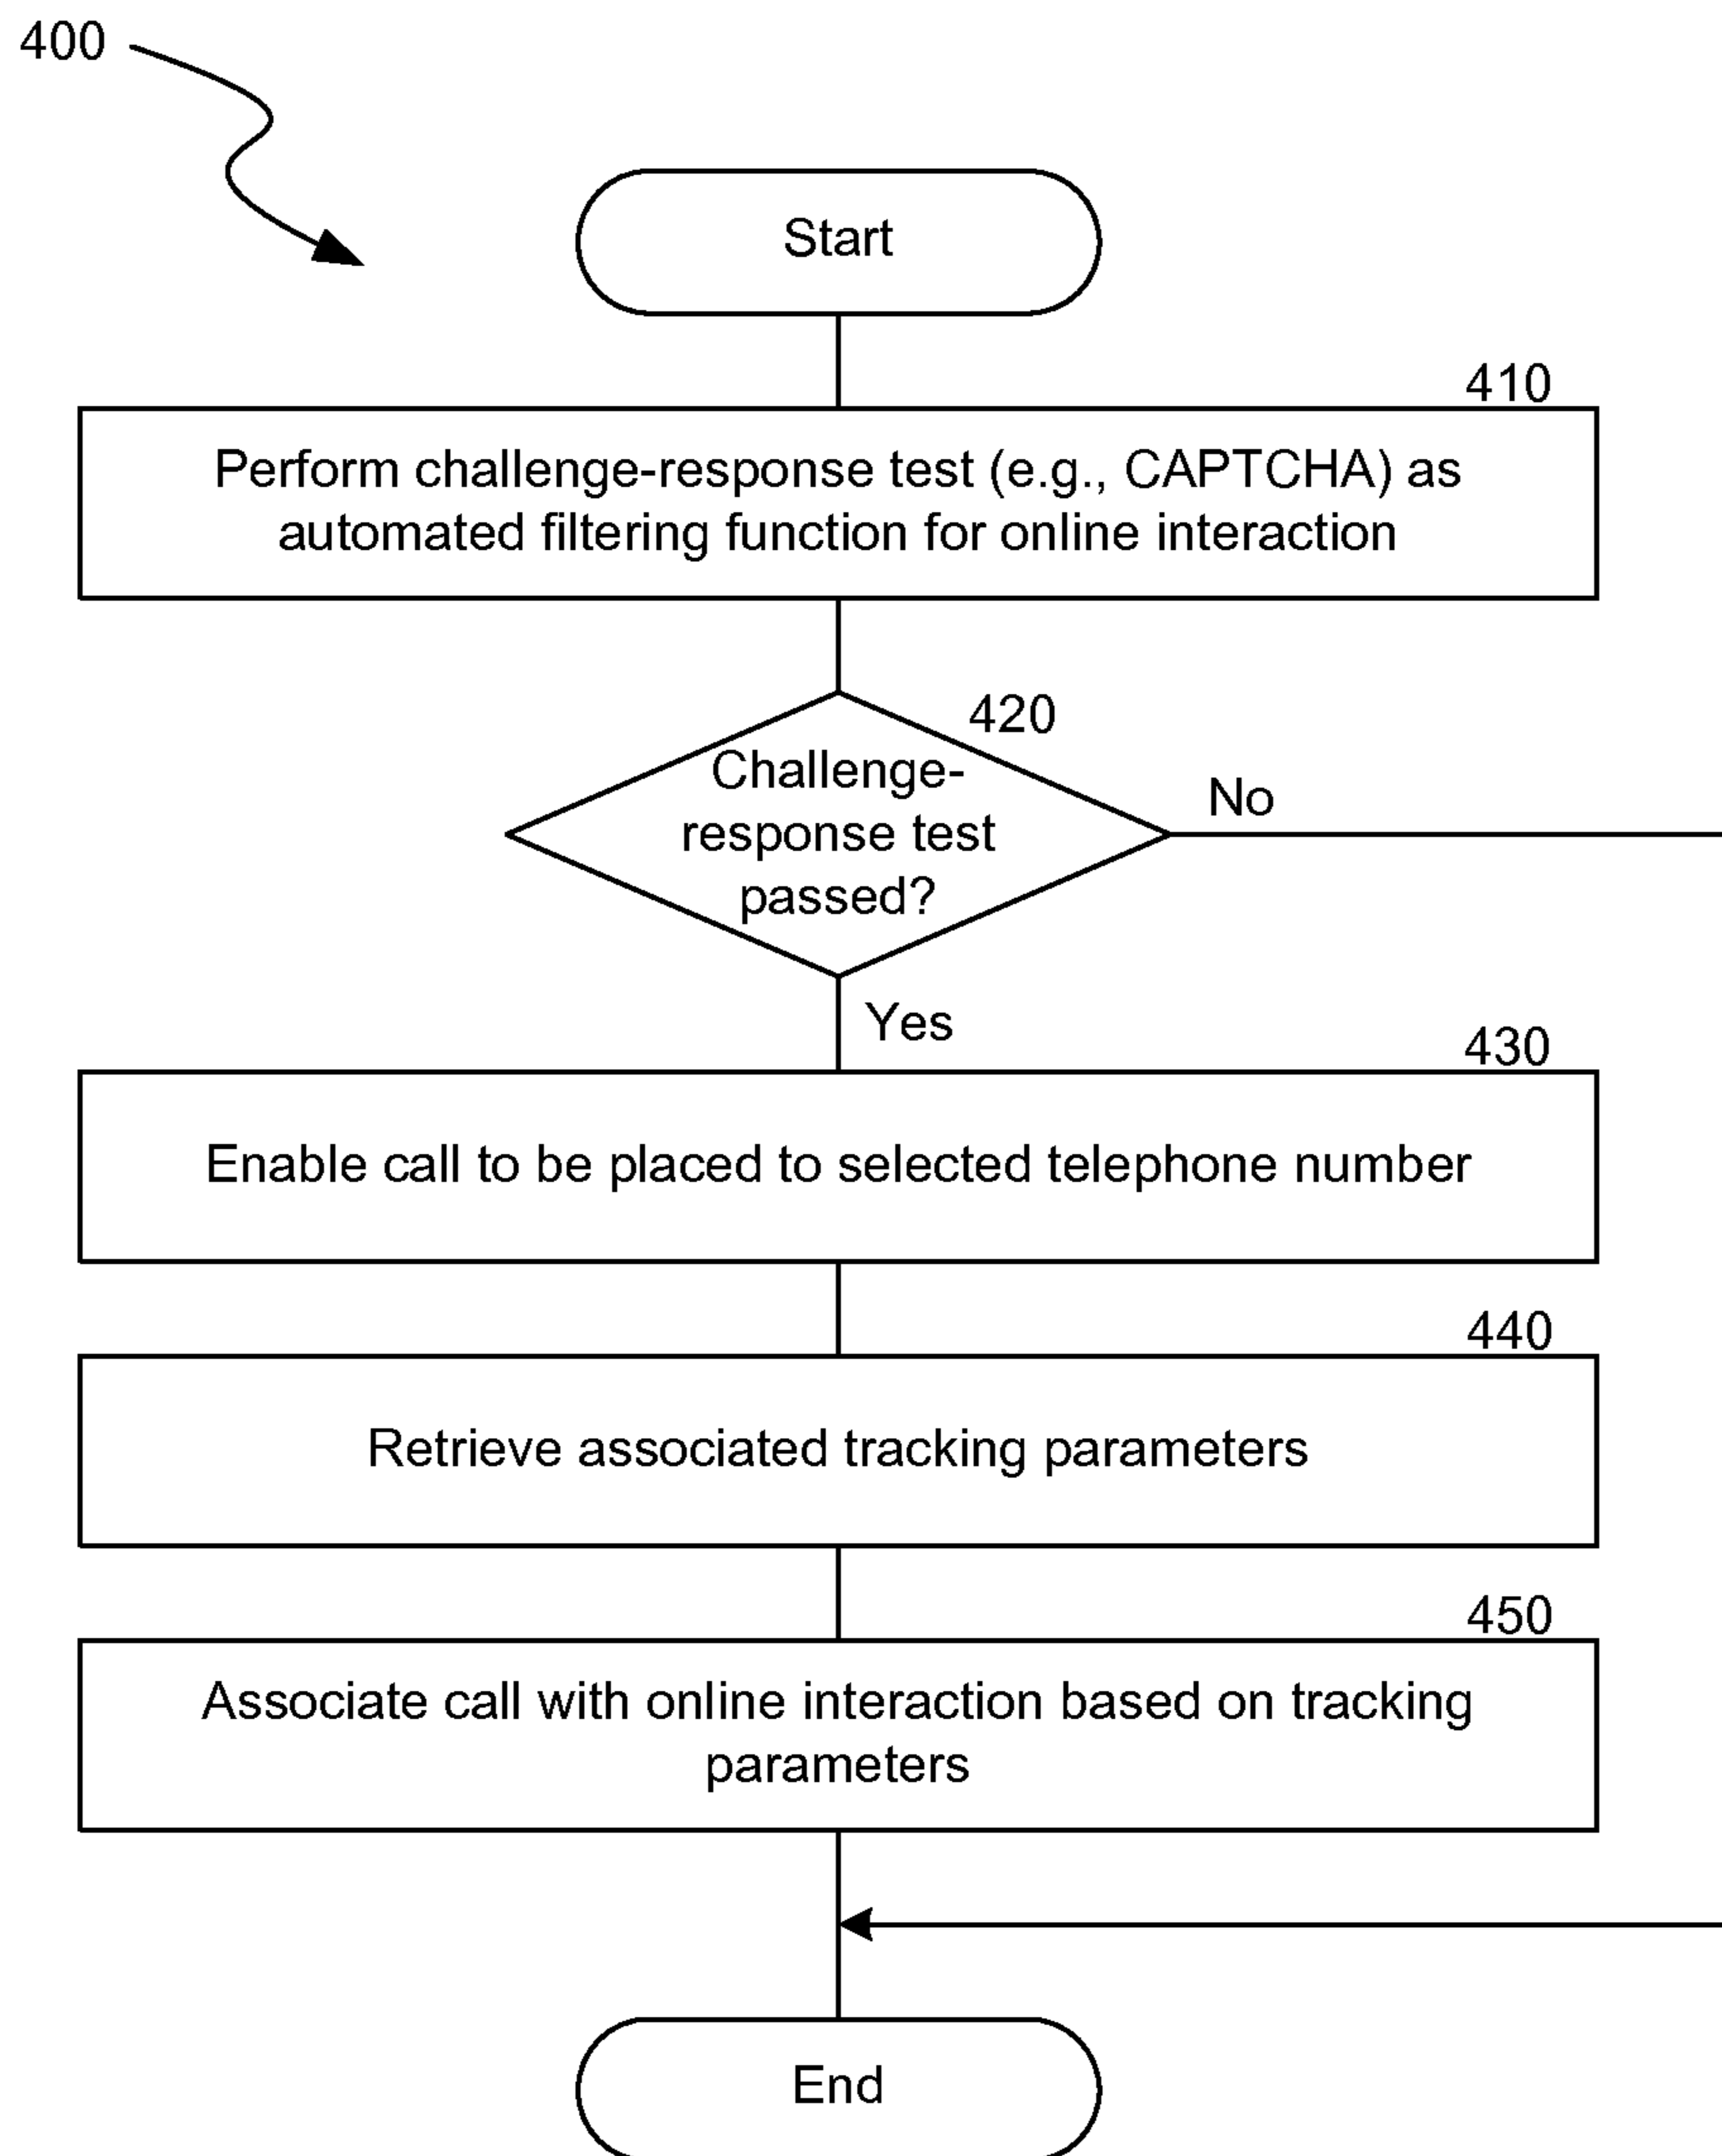 400
Start
410
Perform challenge-response test (e.g., CAPTCHA) as
automated filtering function for online interaction
420
Challenge-
response test
passed?
No
Yes
430
Enable call to be placed to selected telephone number
440
Retrieve associated tracking parameters
450
Associate call with online interaction based on tracking
parameters
End